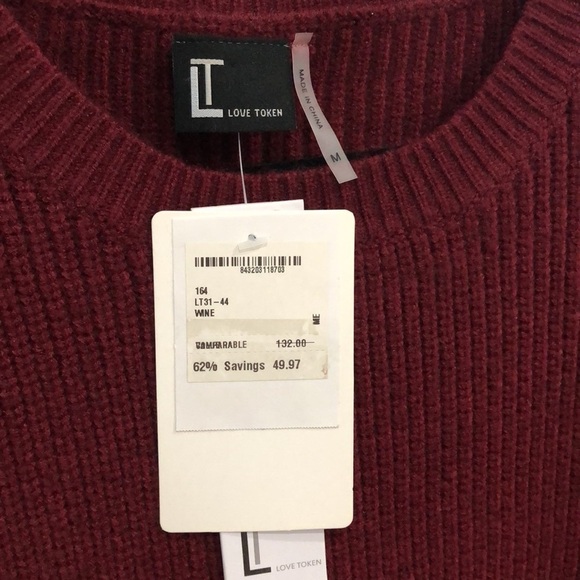 LT
LOVE TOKEN
MADE IN CHINA
M
843203118703
164
LT31-44
WINE
ME
COMPARABLE 132.00
62% Savings 49.97
LT
LOVE TOKEN